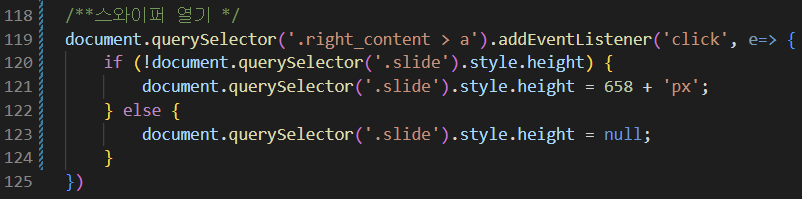 118 /**스와이퍼 열기 */
119 document.querySelector('.right_content > a').addEventListener('click', e=> {
120 if (!document.querySelector('.slide').style.height) {
121 document.querySelector('.slide').style.height = 658 + 'px';
122 } else {
123 document.querySelector('.slide').style.height = null;
124 }
125 })